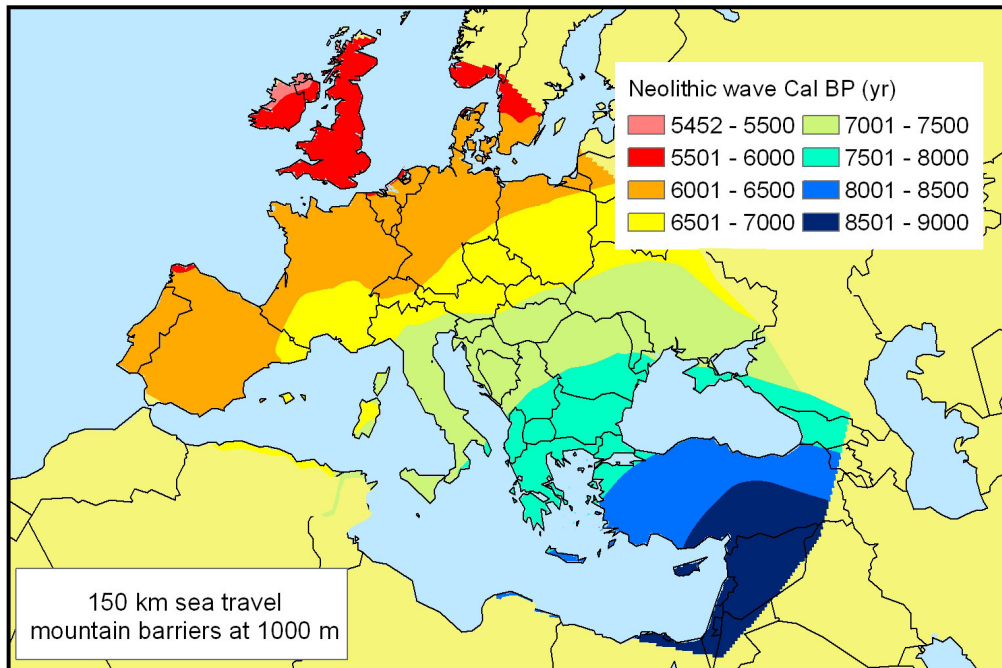 Neolithic wave Cal BP (yr)
5452 - 5500 7001 - 7500
5501 - 6000 7501 - 8000
6001 - 6500 8001 - 8500
6501 - 7000 8501 - 9000
150 km sea travel
mountain barriers at 1000 m